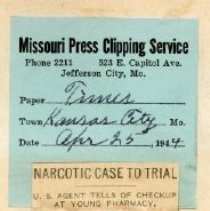 Missouri Press Clipping Service
Phone 2211 523 E. Capitol Ave.
Jefferson City, Mo.
Paper Times
Town Kansas City Mo.
Date Apr 25, 1944
NARCOTIC CASE TO TRIAL
U. S. AGENT TELLS OF CHECKUP
AT YOUNG PHARMACY.